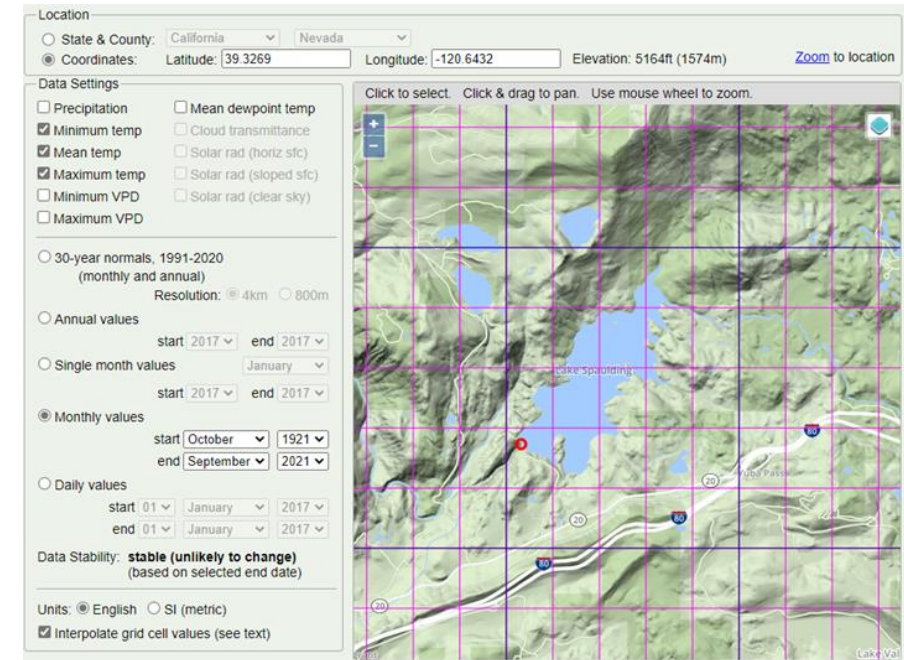 Location
State & County: California Nevada
Coordinates: Latitude: 39.3269 Longitude: -120.6432 Elevation: 5164ft (1574m) Zoom to location
Data Settings
Precipitation Mean dewpoint temp
Minimum temp Cloud transmittance
Mean temp Solar rad (horiz sfc)
Maximum temp Solar rad (sloped sfc)
Minimum VPD Solar rad (clear sky)
Maximum VPD
30-year normals, 1991-2020
(monthly and annual)
Resolution: 4km 800m
Annual values
start 2017 end 2017
Single month values January
start 2017 end 2017
Monthly values
start October 1921
end September 2021
Daily values
start 01 January 2017
end 01 January 2017
Data Stability: stable (unlikely to change)
(based on selected end date)
Units: English SI (metric)
Interpolate grid cell values (see text)
Click to select. Click & drag to pan. Use mouse wheel to zoom.
+
−
Lake Spaulding
80
Yuba Pass
20
80
20
80
20
Lake Val